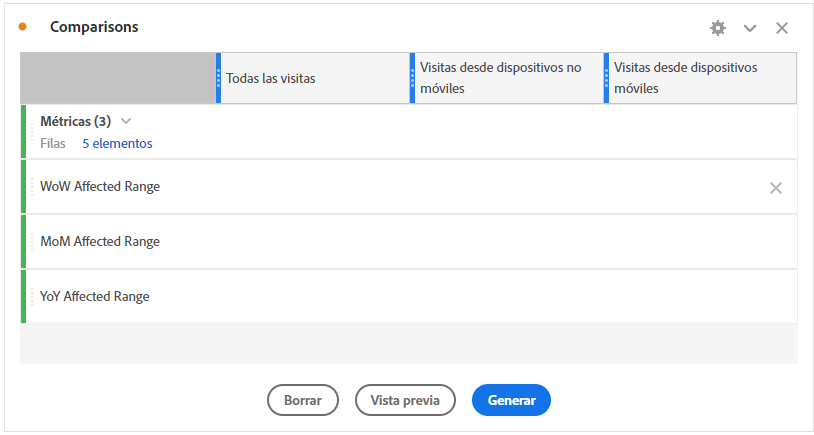 Comparisons
Todas las visitas
Visitas desde dispositivos no
móviles
Visitas desde dispositivos
móviles
Métricas (3)
Filas 5 elementos
WoW Affected Range
MoM Affected Range
YoY Affected Range
Borrar
Vista previa
Generar